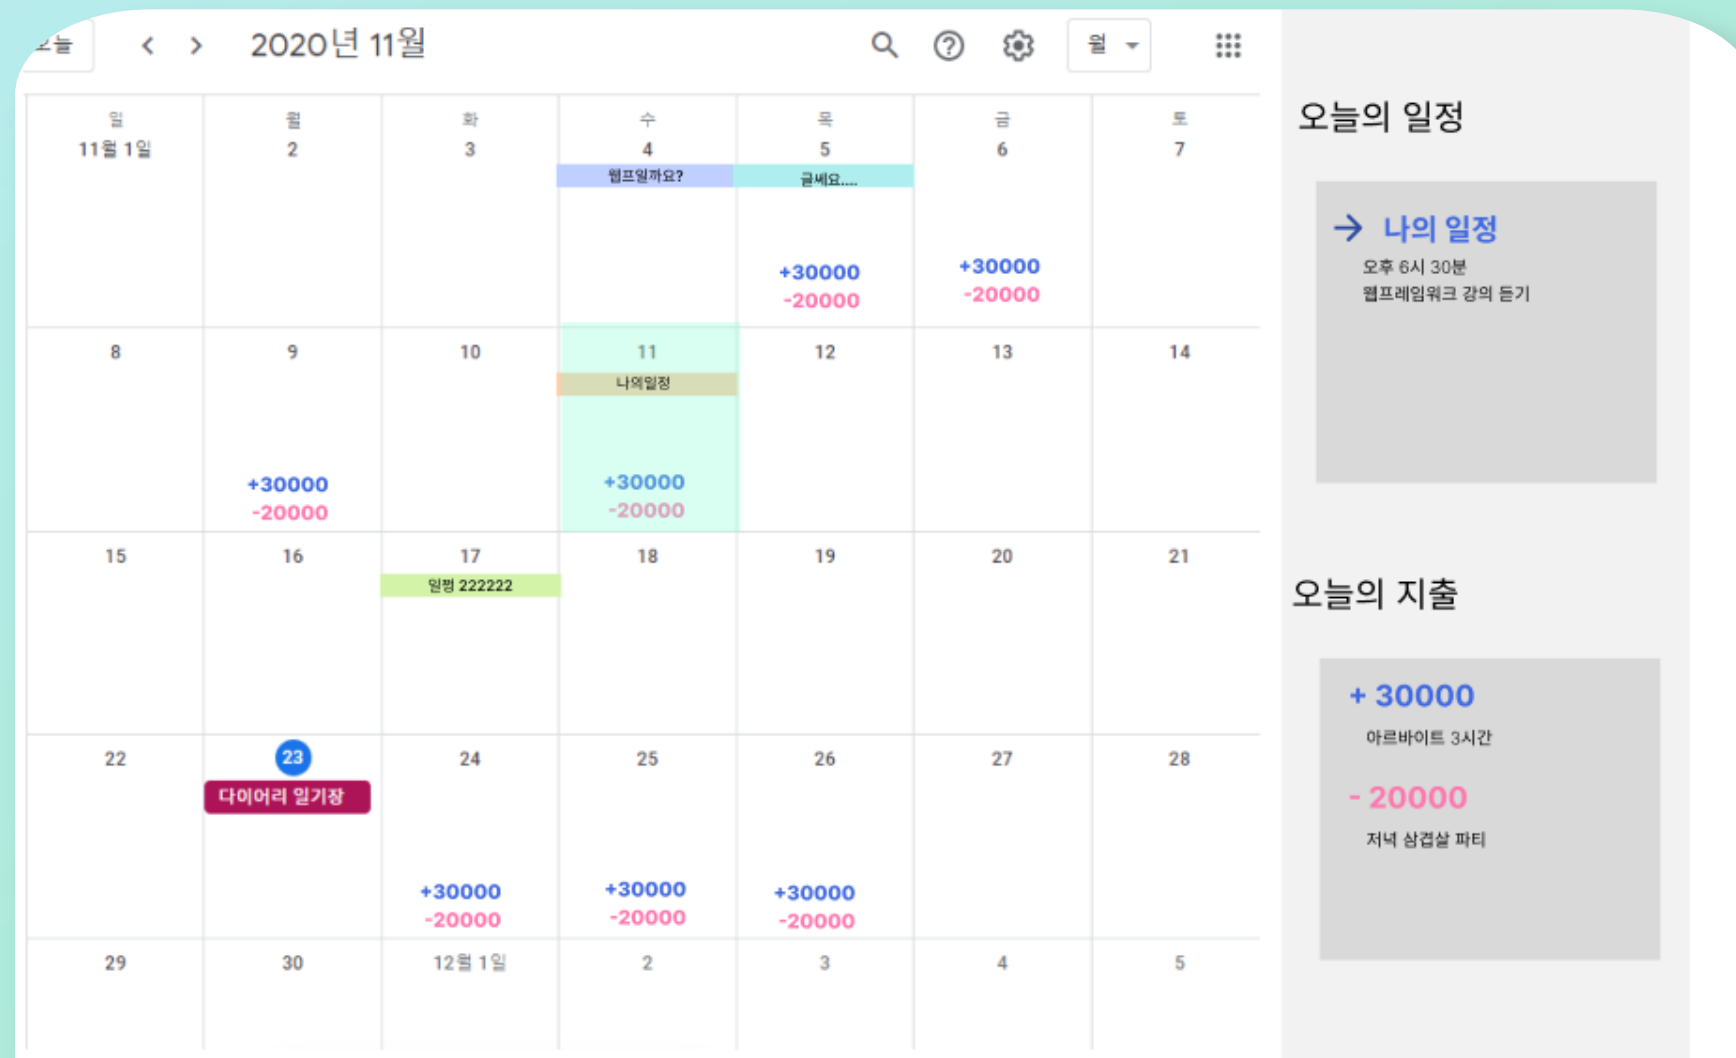 오늘
2020년 11월
월
일 월 화 수 목 금 토
11월 1일 2 3 4 5 6 7
웹프일까요? 글쎄요....
+30000 +30000
-20000 -20000
8 9 10 11 12 13 14
나의일정
+30000 +30000
-20000 -20000
15 16 17 18 19 20 21
일쩡 222222
22 23 24 25 26 27 28
다이어리 일기장
+30000 +30000 +30000
-20000 -20000 -20000
29 30 12월 1일 2 3 4 5
오늘의 일정
→ 나의 일정
오후 6시 30분
웹프레임워크 강의 듣기
오늘의 지출
+ 30000
아르바이트 3시간
- 20000
저녁 삼겹살 파티